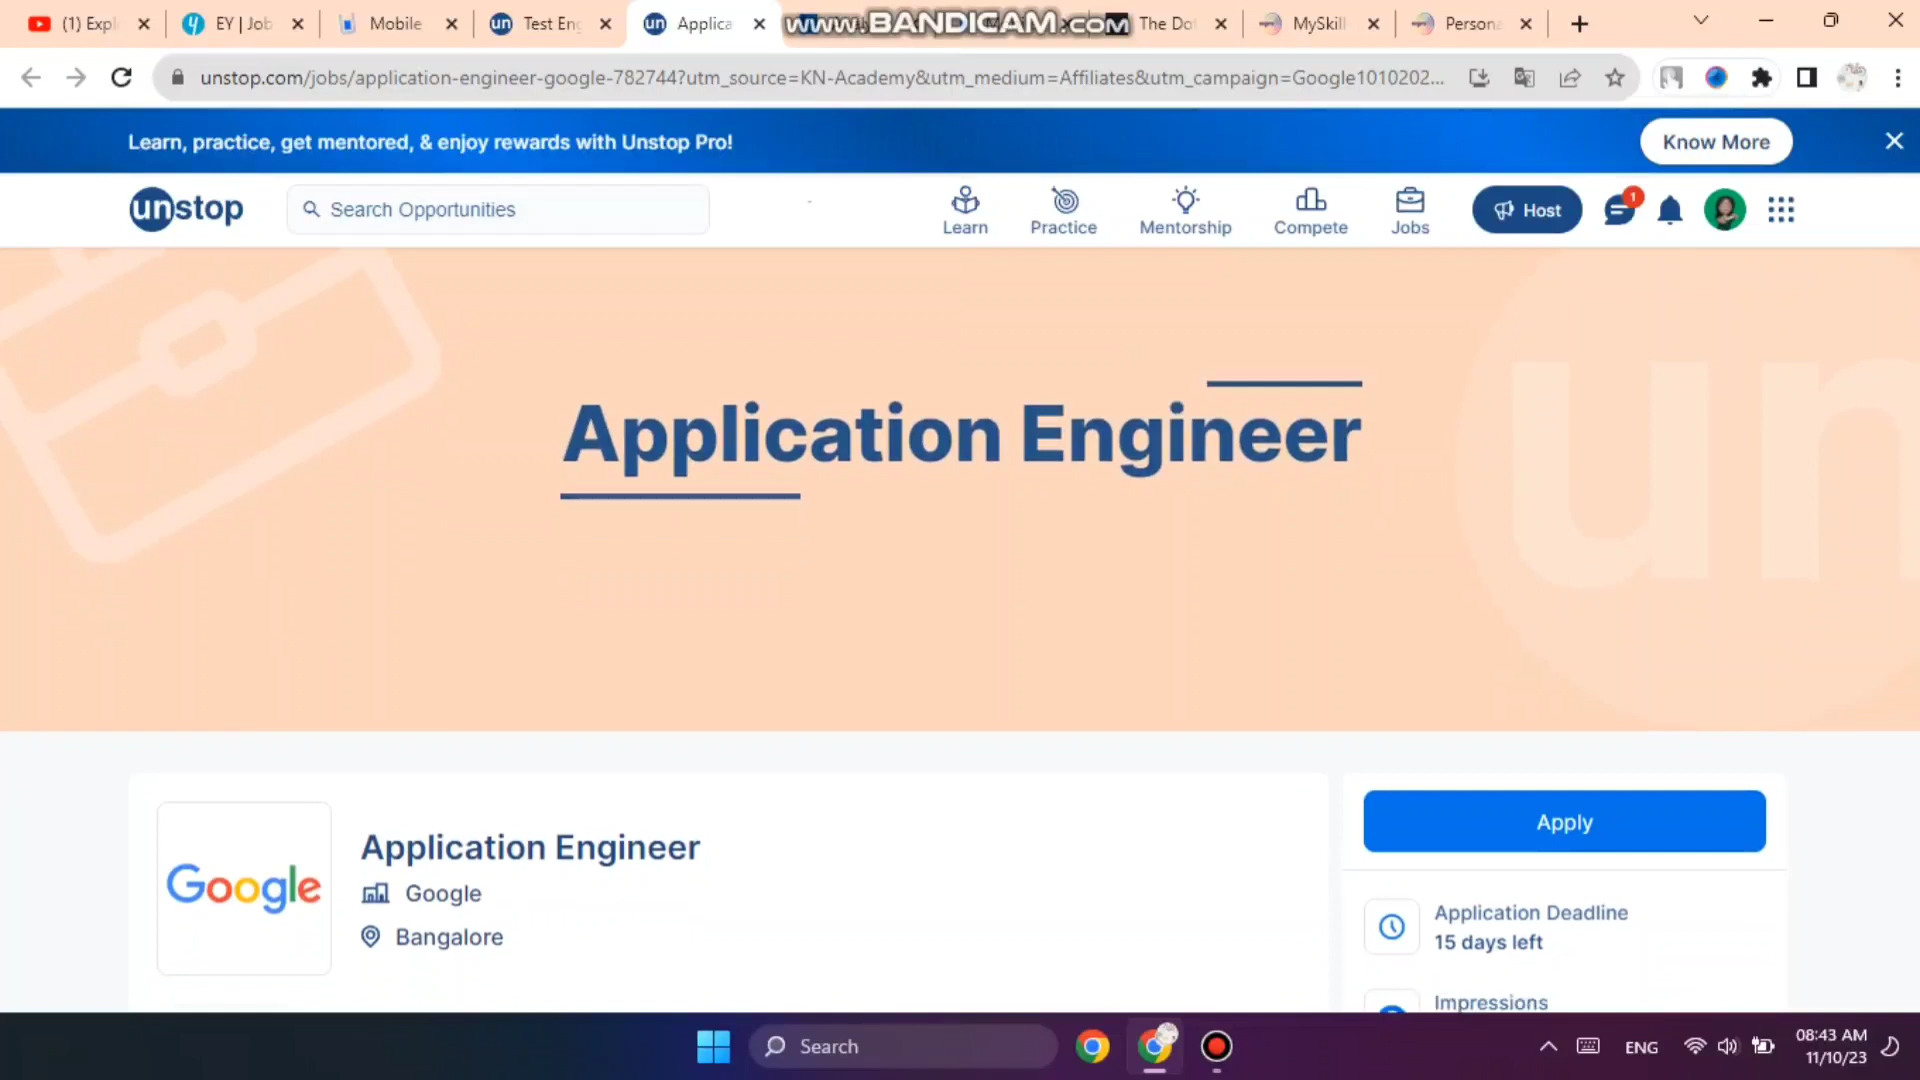 (1) Expl
EY | Job
Mobile
Test Eng
Applica
www.BANDICAM.com
The Dot
MySkill
Persona
unstop.com/jobs/application-engineer-google-782744?utm_source=KN-Academy&utm_medium=Affiliates&utm_campaign=Google1010202...
Learn, practice, get mentored, & enjoy rewards with Unstop Pro!
Know More
unstop
Search Opportunities
Learn
Practice
Mentorship
Compete
Jobs
Host
1
Application Engineer
un
Google
Application Engineer
Google
Bangalore
Apply
Application Deadline
15 days left
Impressions
Search
ENG
08:43 AM
11/10/23